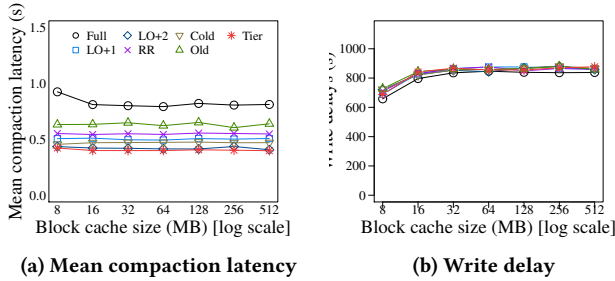 Mean compaction latency (s)
1.5
1.0
0.5
0.0
Full
LO+2
Cold
Tier
LO+1
RR
Old
8
16
32
64
128
256
512
Block cache size (MB) [log scale]
(a) Mean compaction latency
Write delays (s)
1000
800
600
400
200
0
8
16
32
64
128
256
512
Block cache size (MB) [log scale]
(b) Write delay